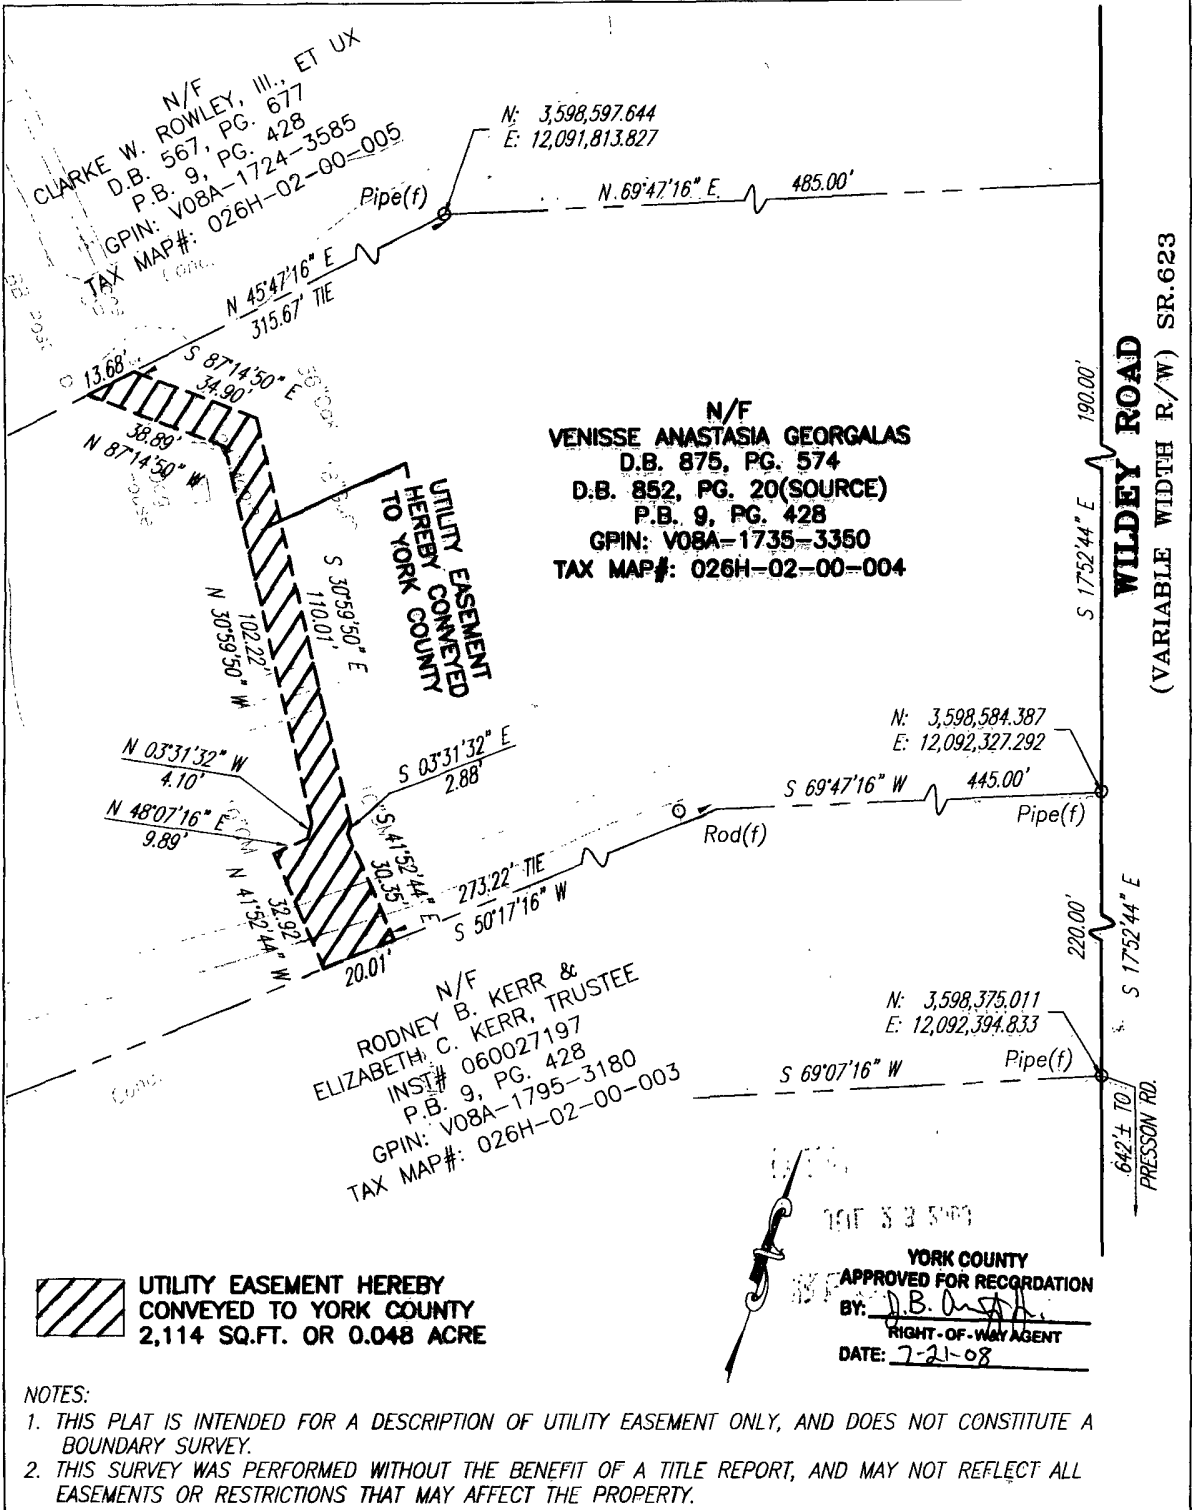 N/F
CLARKE W. ROWLEY, III., ET UX
D.B. 567, PG. 677
P.B. 9, PG. 428
GPIN: V08A-1724-3585
TAX MAP#: 026H-02-00-005
N: 3,598,597.644
E: 12,091,813.827
Pipe(f)
N 69°47'16" E
485.00'
N 45°47'16" E
315.67' TIE
13.68'
S 87°14'50" E
34.90'
38.89'
N 87°14'50" W
UTILITY EASEMENT
HEREBY CONVEYED
TO YORK COUNTY
N/F
VENISSE ANASTASIA GEORGALAS
D.B. 875, PG. 574
D.B. 852, PG. 20(SOURCE)
P.B. 9, PG. 428
GPIN: V08A-1735-3350
TAX MAP#: 026H-02-00-004
190.00'
S 17°52'44" E
WILDEY ROAD
(VARIABLE WIDTH R/W) SR.623
S 30°59'50" E
110.01'
102.22'
N 30°59'50" W
N 03°31'32" W
4.10'
N 48°07'16" E
9.89'
S 03°31'32" E
2.88'
N: 3,598,584.387
E: 12,092,327.292
S 69°47'16" W
445.00'
Pipe(f)
Rod(f)
S 41°52'44" E
30.35'
32.92'
N 41°52'44" W
273.22' TIE
S 50°17'16" W
20.01'
220.00'
S 17°52'44" E
N/F
RODNEY B. KERR &
ELIZABETH, C. KERR, TRUSTEE
INST# 060027197
P.B. 9, PG. 428
GPIN: V08A-1795-3180
TAX MAP#: 026H-02-00-003
N: 3,598,375.011
E: 12,092,394.833
Pipe(f)
S 69°07'16" W
642'± TO
PRESSON RD.
YORK COUNTY
APPROVED FOR RECORDATION
BY:
RIGHT-OF-WAY AGENT
DATE: 7-21-08
UTILITY EASEMENT HEREBY
CONVEYED TO YORK COUNTY
2,114 SQ.FT. OR 0.048 ACRE
NOTES:
1. THIS PLAT IS INTENDED FOR A DESCRIPTION OF UTILITY EASEMENT ONLY, AND DOES NOT CONSTITUTE A
BOUNDARY SURVEY.
2. THIS SURVEY WAS PERFORMED WITHOUT THE BENEFIT OF A TITLE REPORT, AND MAY NOT REFLECT ALL
EASEMENTS OR RESTRICTIONS THAT MAY AFFECT THE PROPERTY.